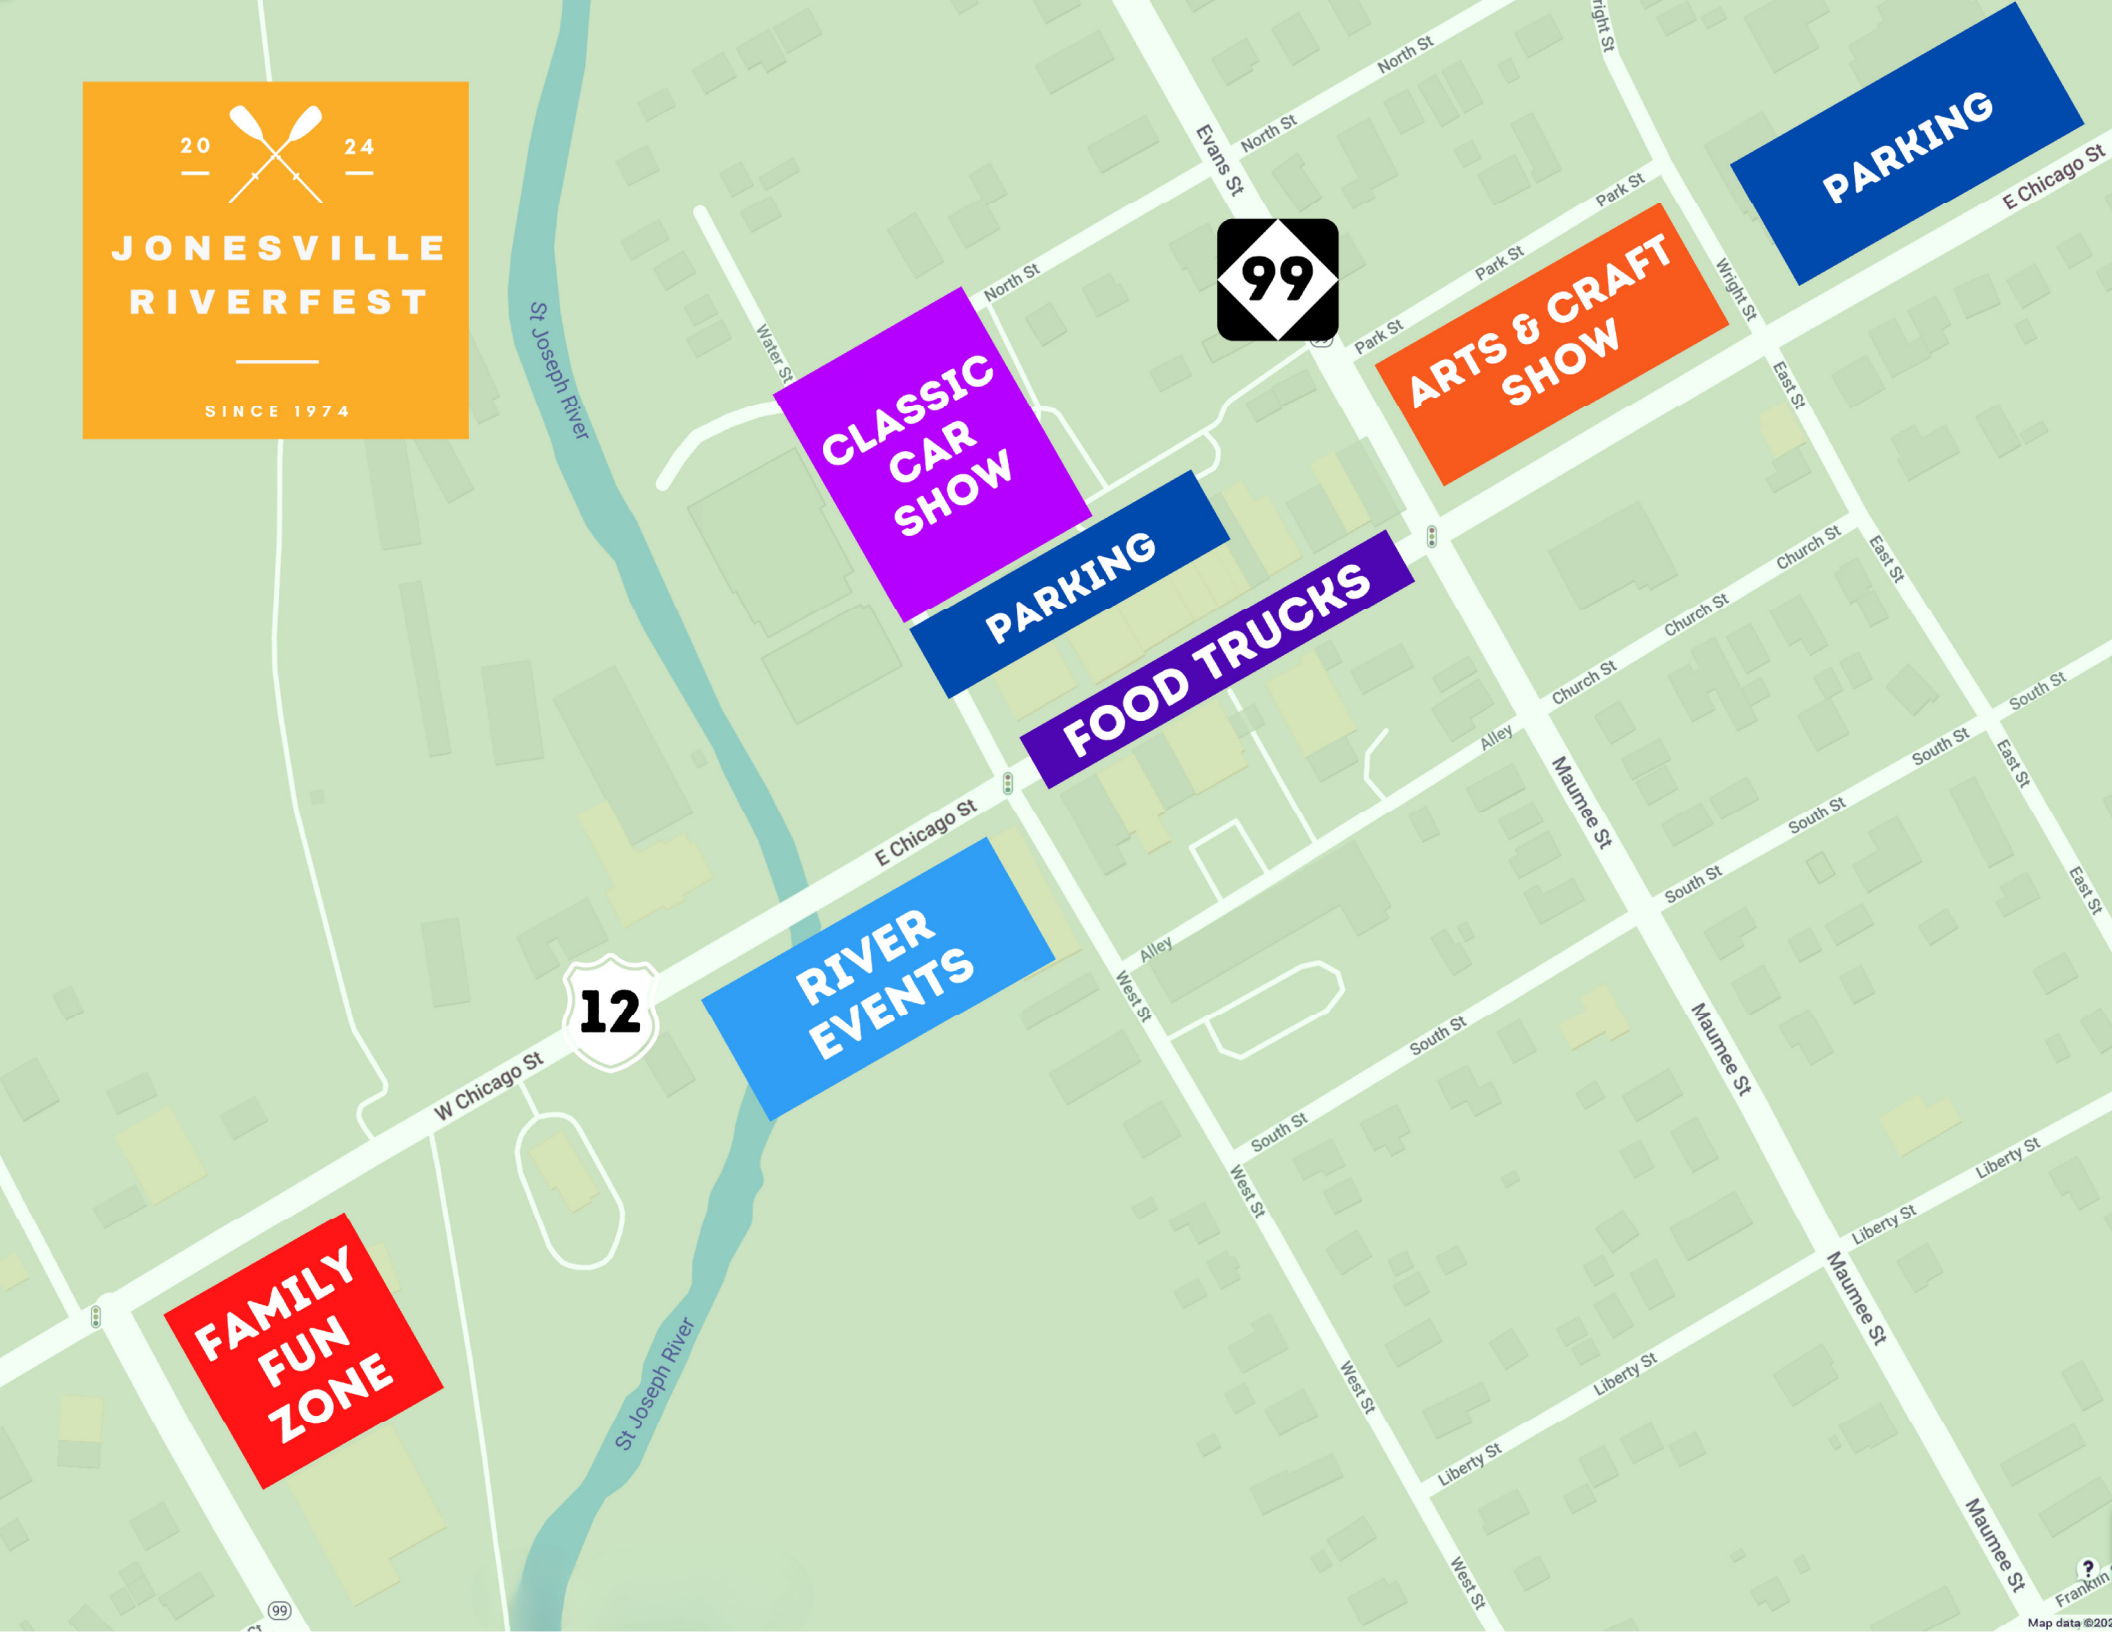 20 24
JONESVILLE
RIVERFEST
SINCE 1974
North St
North St
North St
Evans St
Wright St
Park St
Park St
Park St
Wright St
PARKING
E Chicago St
99
ARTS & CRAFT
SHOW
St Joseph River
Water St
CLASSIC
CAR
SHOW
PARKING
FOOD TRUCKS
East St
East St
East St
East St
Church St
Church St
Church St
Alley
Alley
South St
South St
South St
South St
South St
South St
Maumee St
Maumee St
Maumee St
Maumee St
E Chicago St
RIVER
EVENTS
12
W Chicago St
West St
West St
West St
West St
Liberty St
Liberty St
Liberty St
Liberty St
FAMILY
FUN
ZONE
St Joseph River
99
?
Map data